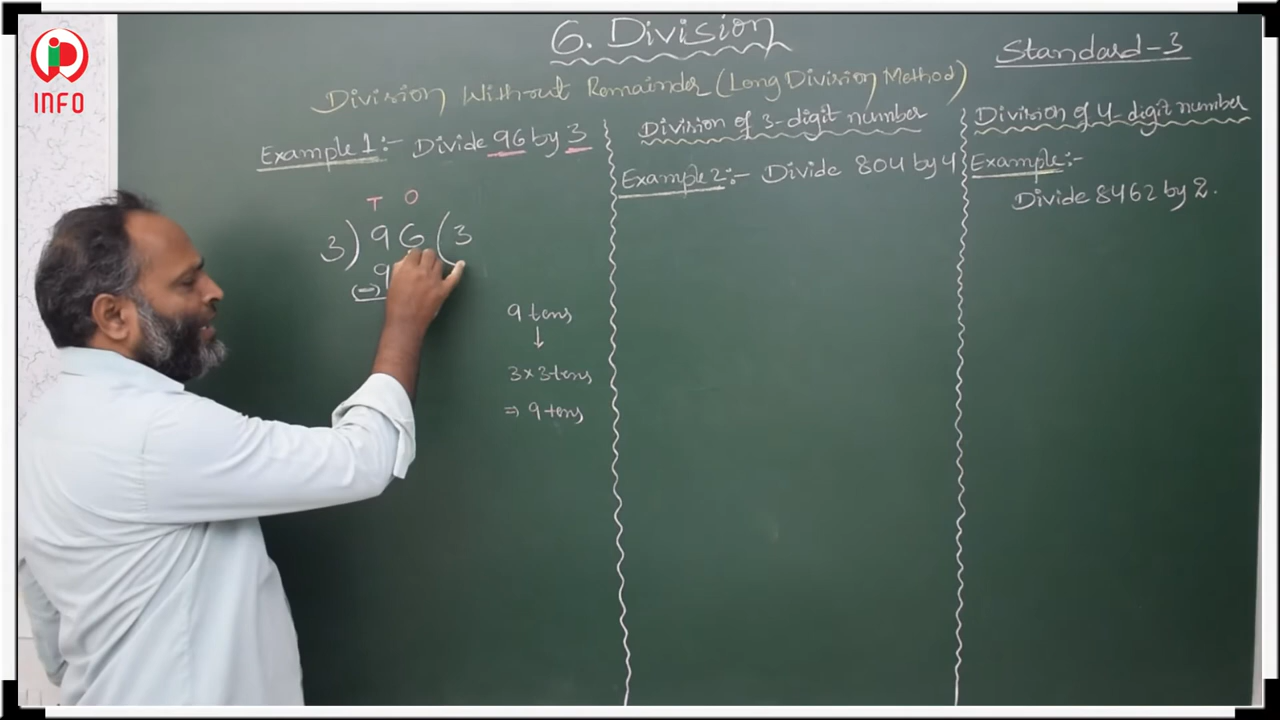 INFO
6. Division
Standard-3
Division Without Remainder (Long Division Method)
Example 1:- Divide 96 by 3
T O
3) 96 (3
9
(-)
9 tens
↓
3 × 3 tens
⇒ 9 tens
Division of 3-digit number
Example 2:- Divide 804 by 4
Division of 4-digit number
Example:-
Divide 8462 by 2.